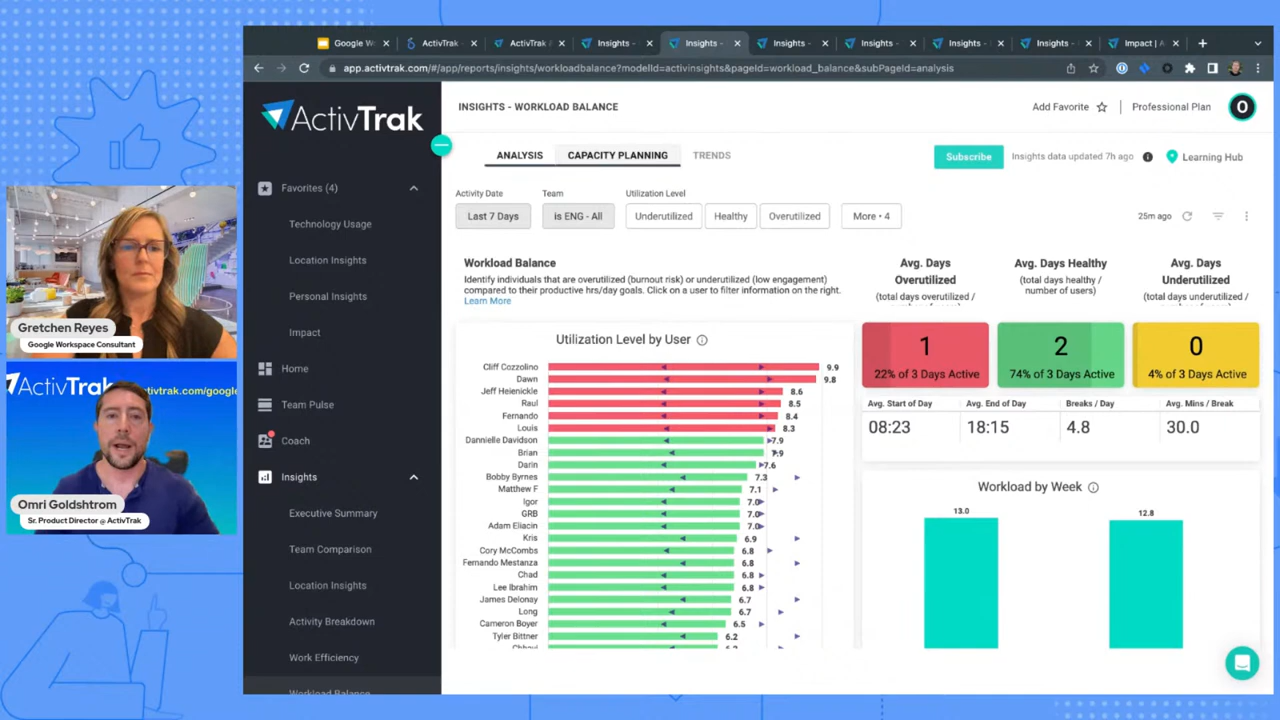 Google W
ActivTrak -
ActivTrak
Insights -
Insights -
Insights -
Insights -
Insights -
Insights -
Impact | A
app.activtrak.com/#/app/reports/insights/workloadbalance?modelId=activinsights&pageId=workload_balance&subPageId=analysis
ActivTrak
Favorites (4)
Technology Usage
Location Insights
Personal Insights
Impact
Home
Team Pulse
Coach
Insights
Executive Summary
Team Comparison
Location Insights
Activity Breakdown
Work Efficiency
Workload Balance
INSIGHTS - WORKLOAD BALANCE
Add Favorite
Professional Plan
O
ANALYSIS
CAPACITY PLANNING
TRENDS
Subscribe
Insights data updated 7h ago
Learning Hub
Activity Date
Team
Utilization Level
Last 7 Days
is ENG - All
Underutilized
Healthy
Overutilized
More • 4
25m ago
Workload Balance
Identify individuals that are overutilized (burnout risk) or underutilized (low engagement)
compared to their productive hrs/day goals. Click on a user to filter information on the right.
Learn More
Utilization Level by User
Cliff Cozzolino 9.9
Dawn 9.8
Jeff Heienickle 8.6
Raul 8.5
Fernando 8.4
Louis 8.3
Dannielle Davidson 7.9
Brian 7.9
Darin 7.6
Bobby Byrnes 7.3
Matthew F 7.1
Igor 7.0
GRB 7.0
Adam Eliacin 7.0
Kris 6.9
Cory McCombs 6.8
Fernando Mestanza 6.8
Chad 6.8
Lee Ibrahim 6.8
James Delonay 6.7
Long 6.7
Cameron Boyer 6.5
Tyler Bittner 6.2
Avg. Days
Overutilized
(total days overutilized /
1
22% of 3 Days Active
Avg. Days Healthy
(total days healthy /
number of users)
2
74% of 3 Days Active
Avg. Days
Underutilized
(total days underutilized /
0
4% of 3 Days Active
Avg. Start of Day
08:23
Avg. End of Day
18:15
Breaks / Day
4.8
Avg. Mins / Break
30.0
Workload by Week
13.0
12.8
Gretchen Reyes
Google Workspace Consultant
ActivTrak
ctivtrak.com/google
Omri Goldshtrom
Sr. Product Director @ ActivTrak